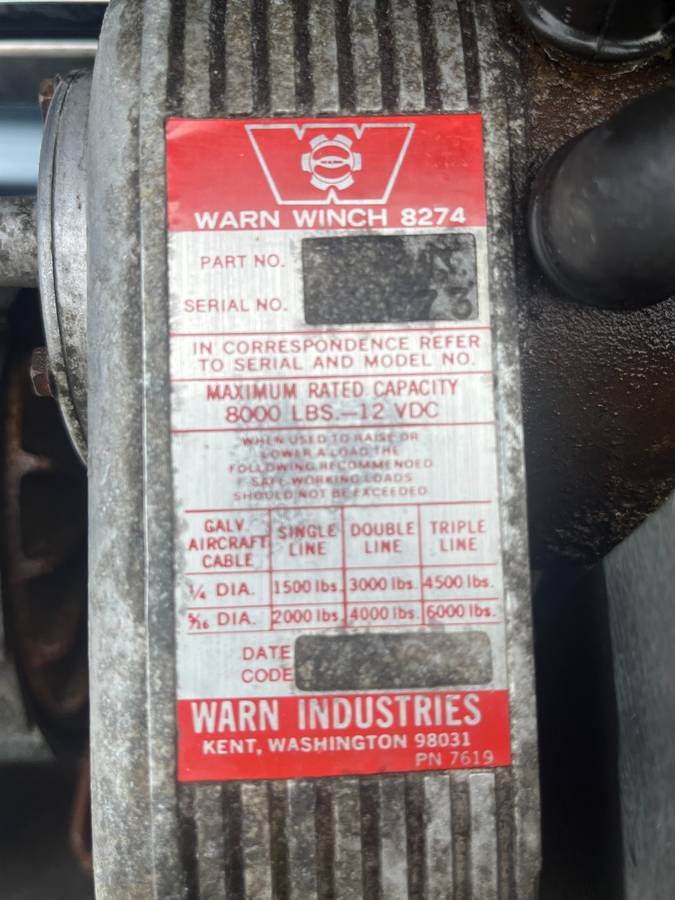 WARN WINCH 8274
PART NO.
SERIAL NO. 73
IN CORRESPONDENCE REFER
TO SERIAL AND MODEL NO.
MAXIMUM RATED CAPACITY
8000 LBS.—12 VDC
WHEN USED TO RAISE OR
LOWER A LOAD THE
FOLLOWING RECOMMENDED
SAFE WORKING LOADS
SHOULD NOT BE EXCEEDED
GALV. AIRCRAFT CABLE SINGLE LINE DOUBLE LINE TRIPLE LINE
1/4 DIA. 1500 lbs. 3000 lbs. 4500 lbs.
5/16 DIA. 2000 lbs. 4000 lbs. 6000 lbs.
DATE
CODE
WARN INDUSTRIES
KENT, WASHINGTON 98031
PN 7619